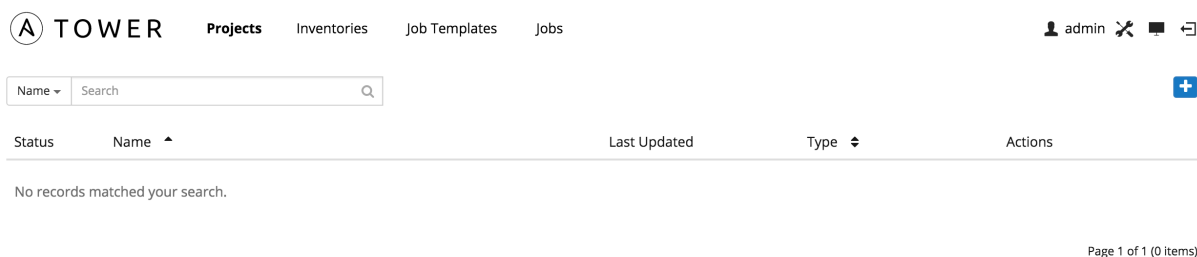 A TOWER Projects Inventories Job Templates Jobs admin
Name Search
Status Name Last Updated Type Actions
No records matched your search.
Page 1 of 1 (0 items)